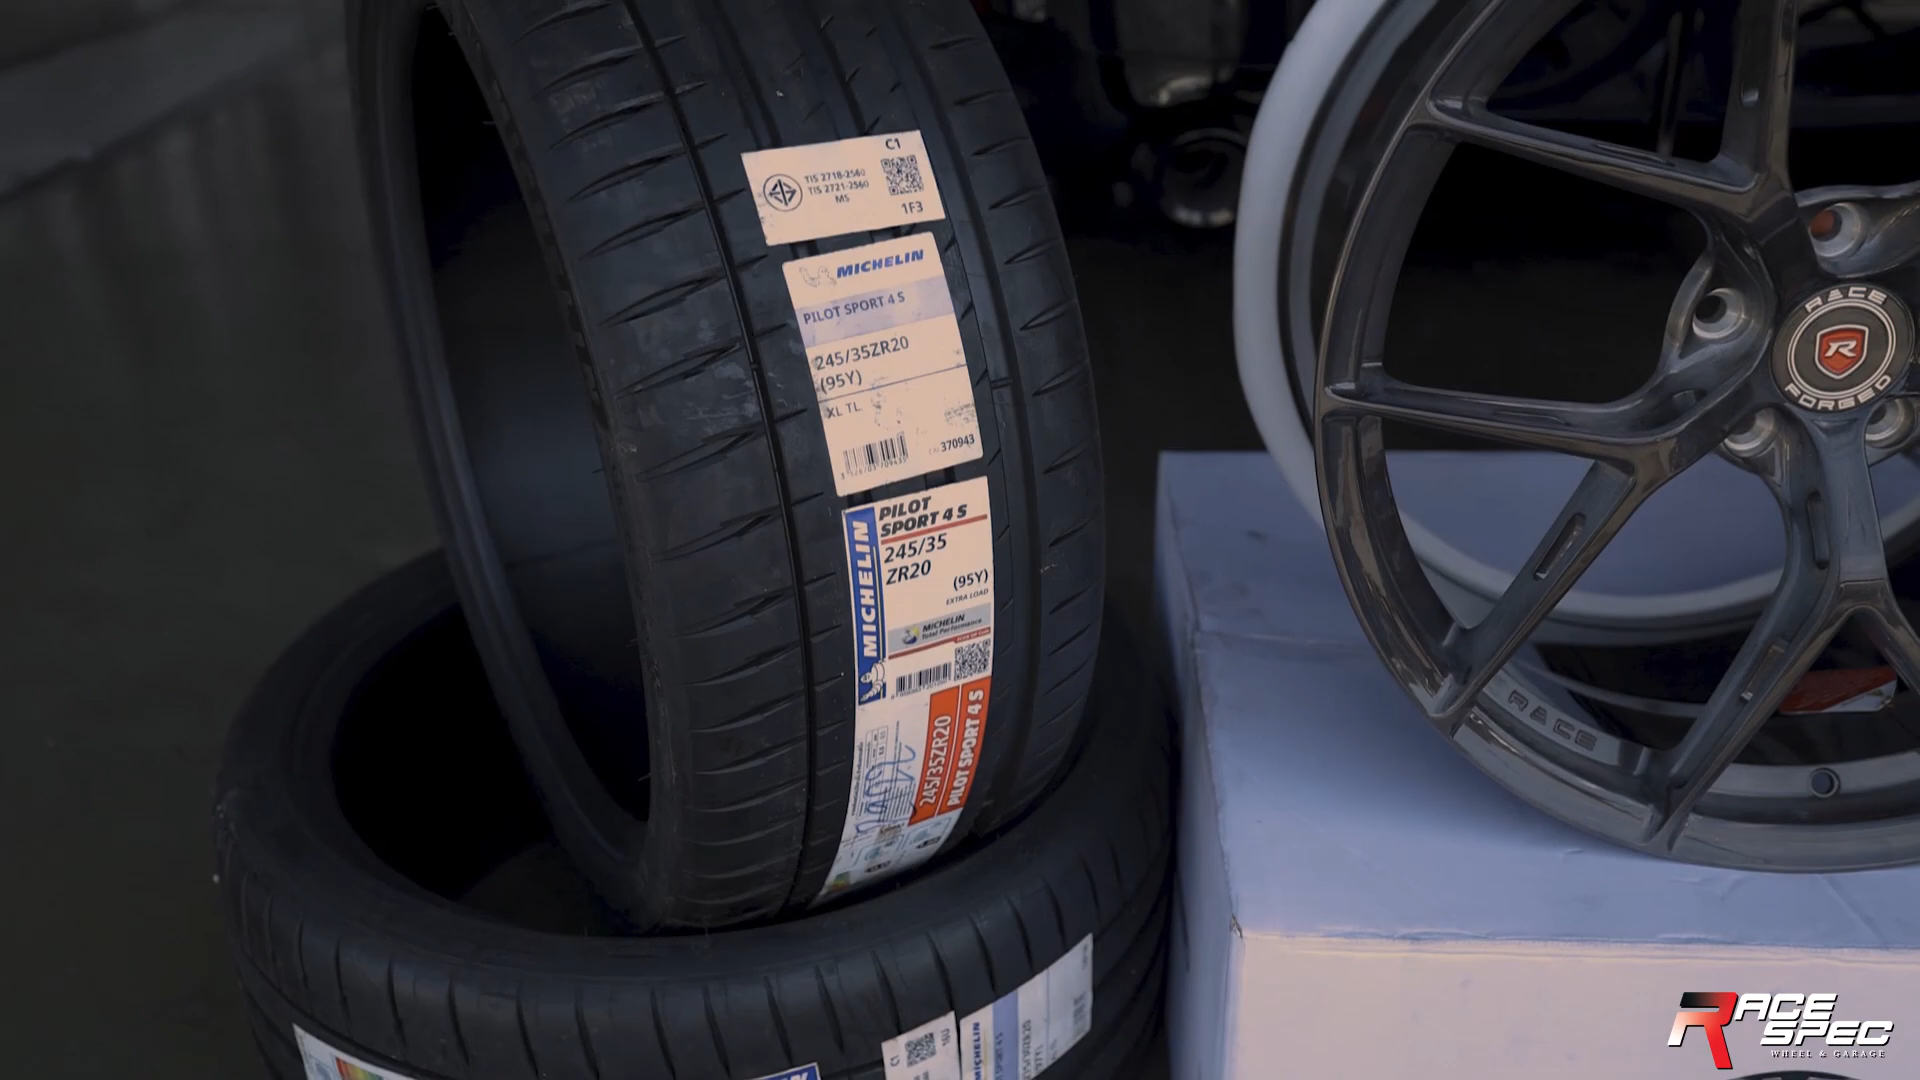 C1
TIS 2718-2560
TIS 2721-2560
MS
1F3
MICHELIN
PILOT SPORT 4 S
245/35ZR20
(95Y)
XL TL
CAI 370943
MICHELIN
PILOT
SPORT 4 S
245/35
ZR20
(95Y)
EXTRA LOAD
MICHELIN
Total Performance
245/35ZR20
PILOT SPORT 4 S
C1
MICHELIN
RACE
FORGED
R
RACE
RACE
SPEC
WHEEL & GARAGE